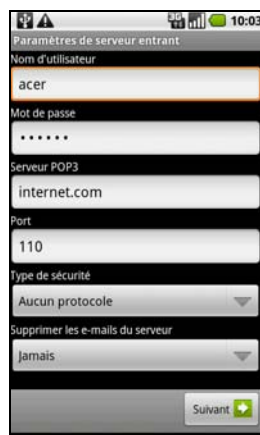 3G 10:03
Paramètres de serveur entrant
Nom d'utilisateur
acer
Mot de passe
••••••
Serveur POP3
internet.com
Port
110
Type de sécurité
Aucun protocole
Supprimer les e-mails du serveur
Jamais
Suivant